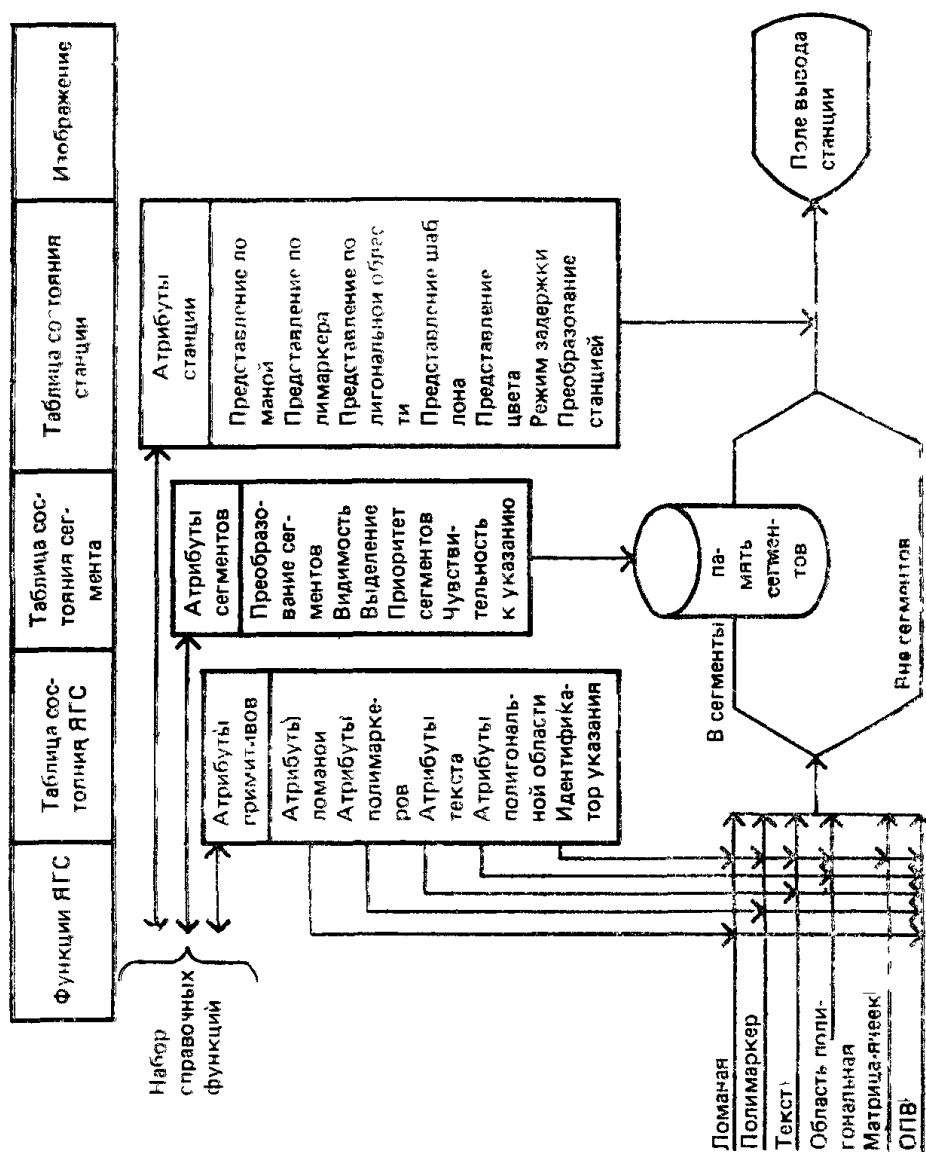 Функции ЯГС
Таблица сос-
тояния ЯГС
Таблица сос-
тояния сег-
мента
Таблица состояния
станции
Изображение
Набор
справочных
функций
Атрибуты
примитивов
Атрибуты
ломаной
Атрибуты
полимарке-
ров
Атрибуты
текста
Атрибуты
полигональ-
ной области
Идентифика-
тор указания
Атрибуты
сегментов
Преобразо-
вание сег-
ментов
Видимость
Выделение
Приоритет
сегментов
Чувстви-
тельность
к указанию
Атрибуты
станции
Представление ло
маной
Представление по
лимаркера
Представление по
лигональной облас
ти
Представление шаб
лона
Представление
цвета
Режим задержки
Преобразование
станцией
Ломаная
Полимаркер
Текст
Область поли-
гональная
Матрица ячеек
ОПВ
В сегменты
па-
мять
сегмен-
тов
Вне сегментов
Поле вывода
станции